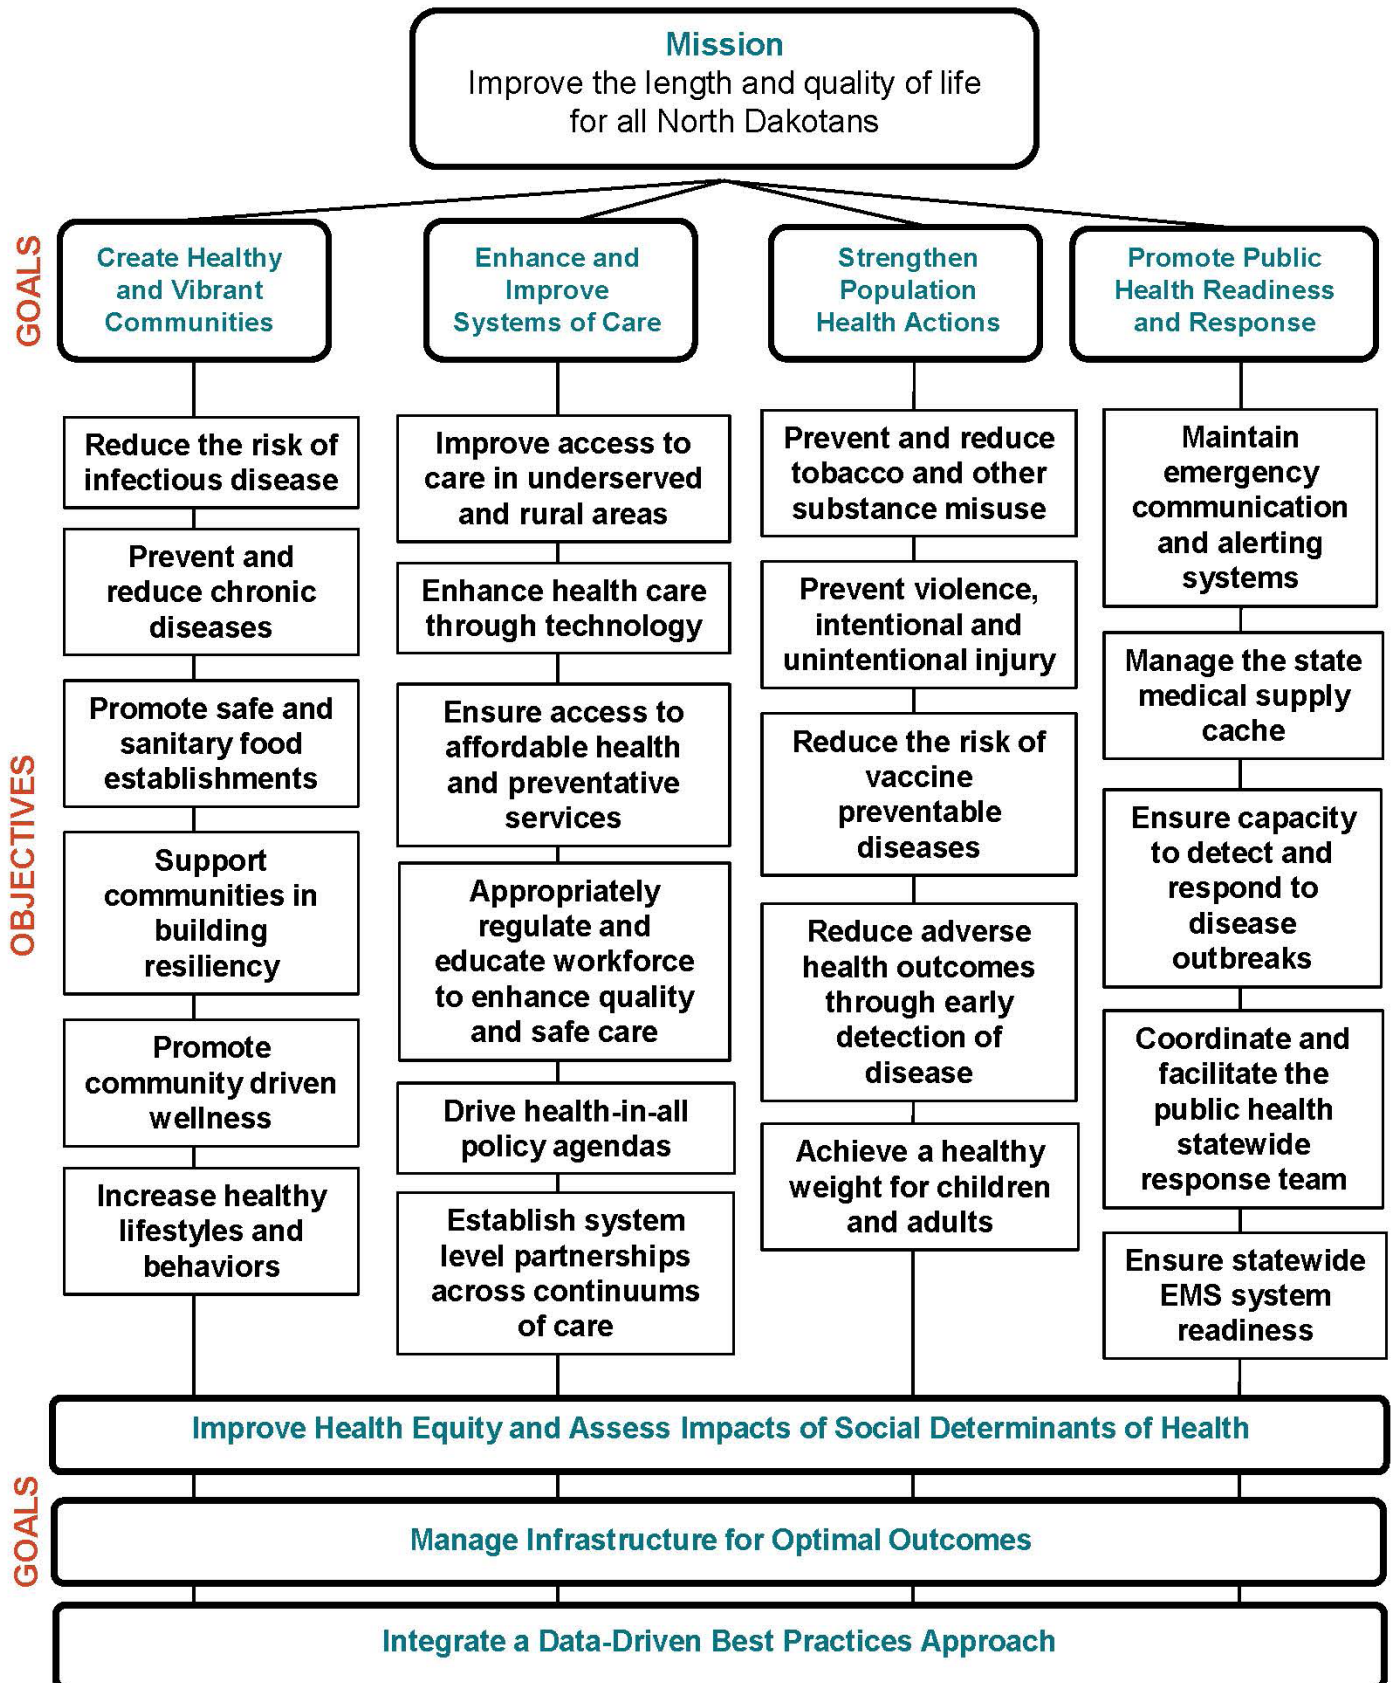 Mission
Improve the length and quality of life
for all North Dakotans
GOALS
Create Healthy
and Vibrant
Communities
Enhance and
Improve
Systems of Care
Strengthen
Population
Health Actions
Promote Public
Health Readiness
and Response
OBJECTIVES
Reduce the risk of
infectious disease
Prevent and
reduce chronic
diseases
Promote safe and
sanitary food
establishments
Support
communities in
building
resiliency
Promote
community driven
wellness
Increase healthy
lifestyles and
behaviors
Improve access to
care in underserved
and rural areas
Enhance health care
through technology
Ensure access to
affordable health
and preventative
services
Appropriately
regulate and
educate workforce
to enhance quality
and safe care
Drive health-in-all
policy agendas
Establish system
level partnerships
across continuums
of care
Prevent and reduce
tobacco and other
substance misuse
Prevent violence,
intentional and
unintentional injury
Reduce the risk of
vaccine
preventable
diseases
Reduce adverse
health outcomes
through early
detection of
disease
Achieve a healthy
weight for children
and adults
Maintain
emergency
communication
and alerting
systems
Manage the state
medical supply
cache
Ensure capacity
to detect and
respond to
disease
outbreaks
Coordinate and
facilitate the
public health
statewide
response team
Ensure statewide
EMS system
readiness
GOALS
Improve Health Equity and Assess Impacts of Social Determinants of Health
Manage Infrastructure for Optimal Outcomes
Integrate a Data-Driven Best Practices Approach